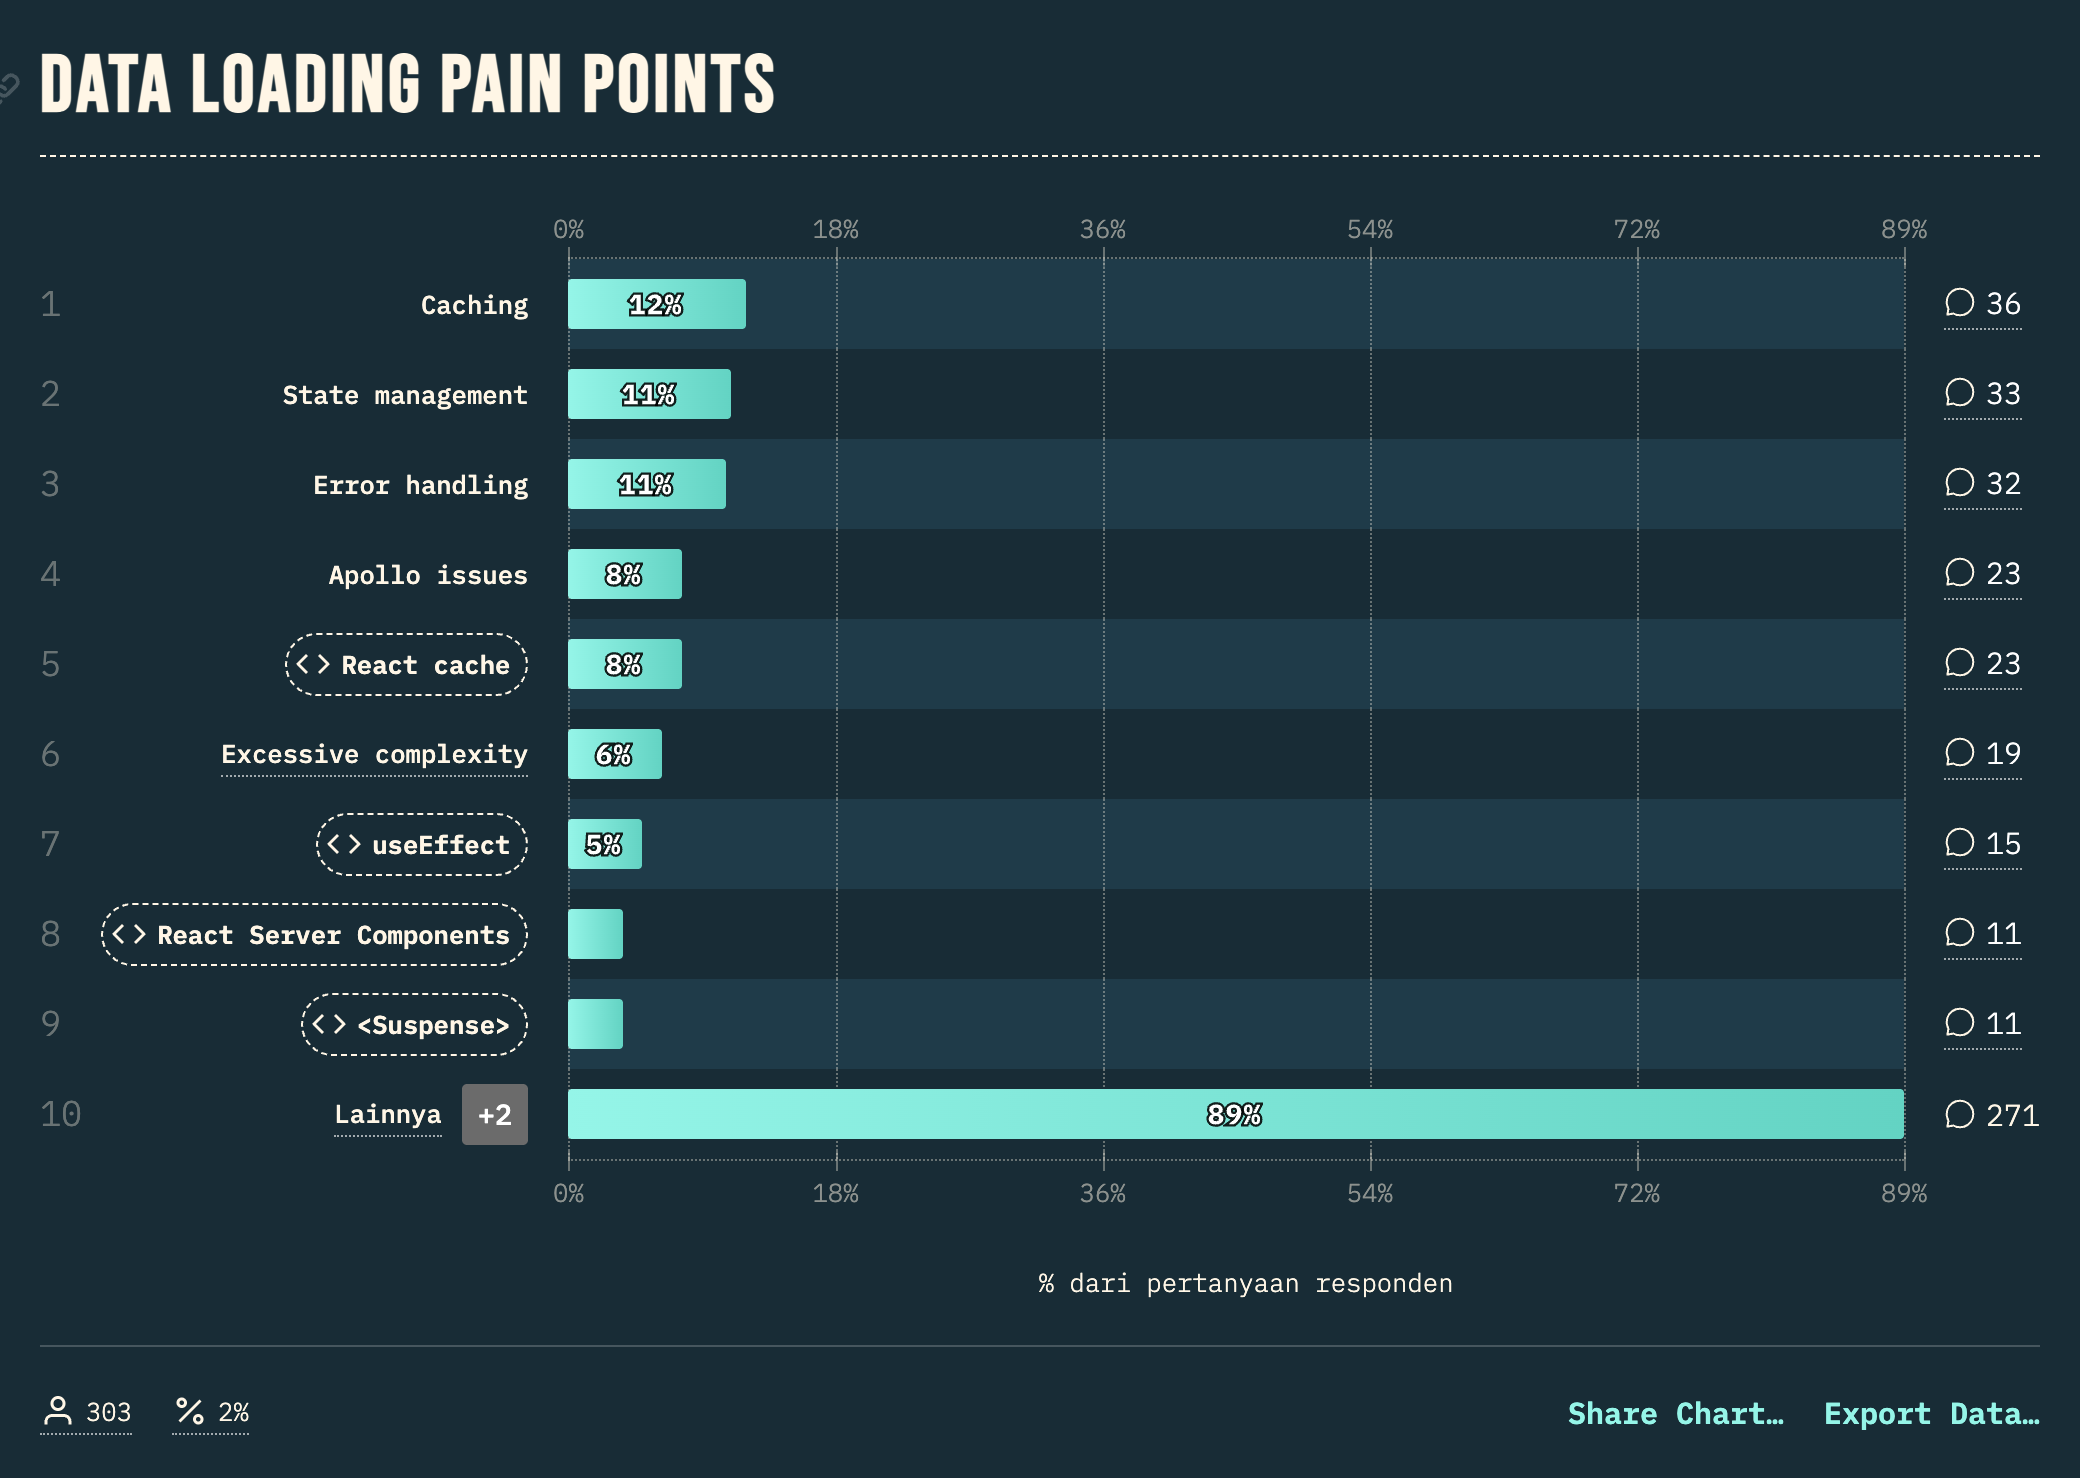 DATA LOADING PAIN POINTS
0% 18% 36% 54% 72% 89%
1 Caching 12% 36
2 State management 11% 33
3 Error handling 11% 32
4 Apollo issues 8% 23
5 <> React cache 8% 23
6 Excessive complexity 6% 19
7 <> useEffect 5% 15
8 <> React Server Components 11
9 <> <Suspense> 11
10 Lainnya +2 89% 271
0% 18% 36% 54% 72% 89%
% dari pertanyaan responden
303 % 2% Share Chart… Export Data…